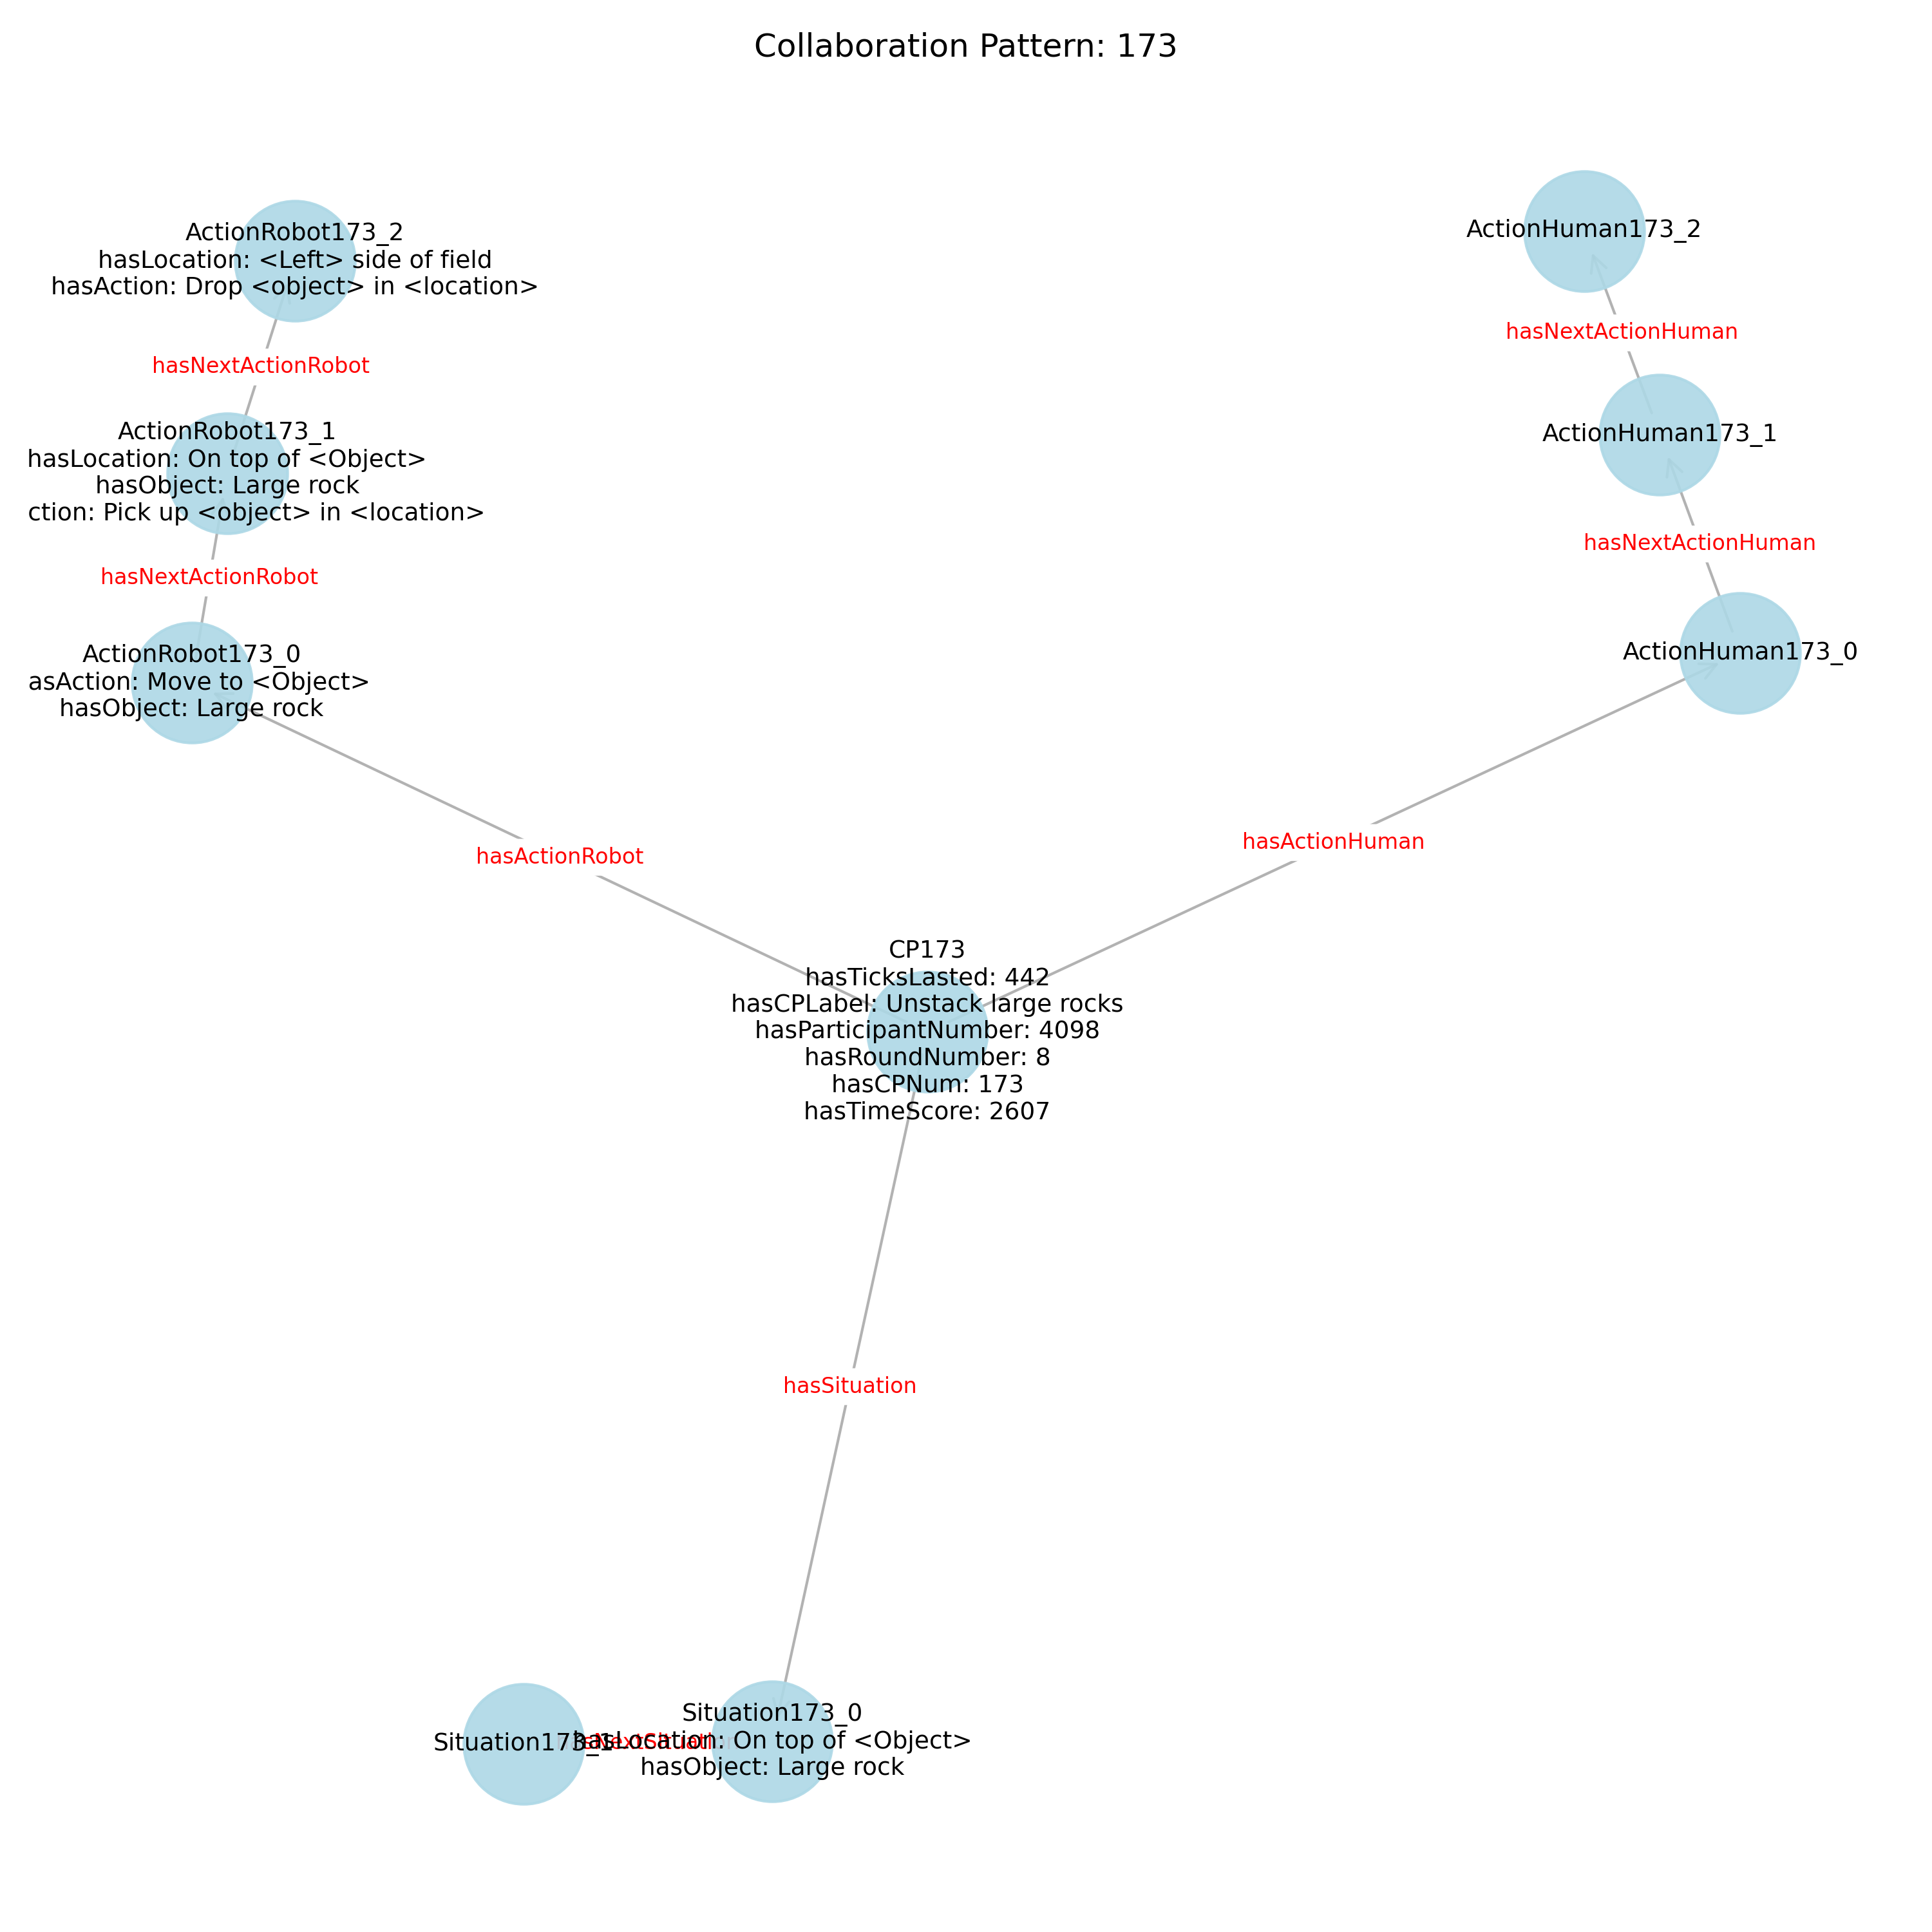 Collaboration Pattern: 173
ActionRobot173_2
hasLocation: <Left> side of field
hasAction: Drop <object> in <location>
ActionHuman173_2
hasNextActionHuman
hasNextActionRobot
ActionRobot173_1
hasLocation: On top of <Object>
hasObject: Large rock
ction: Pick up <object> in <location>
ActionHuman173_1
hasNextActionHuman
hasNextActionRobot
ActionRobot173_0
asAction: Move to <Object>
hasObject: Large rock
ActionHuman173_0
hasActionRobot
hasActionHuman
CP173
hasTicksLasted: 442
hasCPLabel: Unstack large rocks
hasParticipantNumber: 4098
hasRoundNumber: 8
hasCPNum: 173
hasTimeScore: 2607
hasSituation
Situation173_1
hasNextSituation
Situation173_0
hasLocation: On top of <Object>
hasObject: Large rock